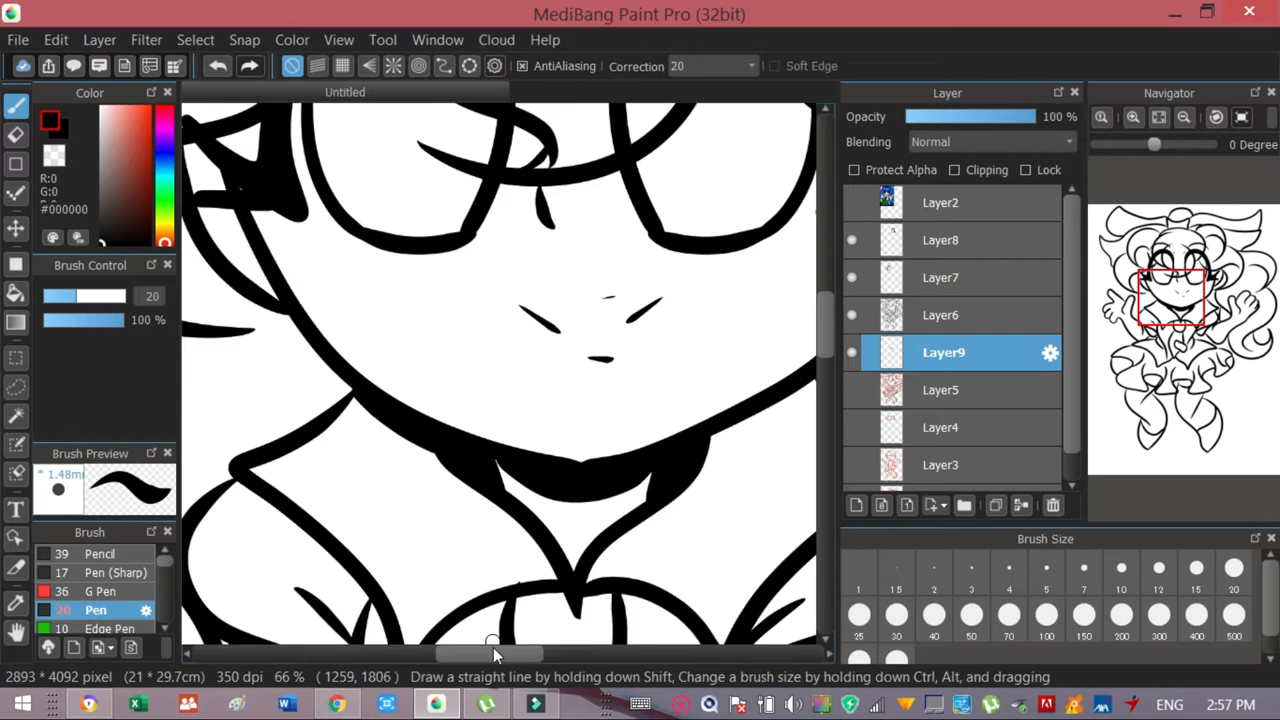 MediBang Paint Pro (32bit)
File Edit Layer Filter Select Snap Color View Tool Window Cloud Help
AntiAliasing Correction 20 Soft Edge
Color
R:0
G:0
B:0
#000000
Brush Control
20
100 %
Brush Preview
* 1.48m
Brush
39 Pencil
17 Pen (Sharp)
36 G Pen
20 Pen
10 Edge Pen
Untitled
Layer
Opacity 100 %
Blending Normal
Protect Alpha Clipping Lock
Layer2
Layer8
Layer7
Layer6
Layer9
Layer5
Layer4
Layer3
Navigator
0 Degree
Brush Size
1 1.5 2 3 4 5 7 10 12 15 20
25 30 40 50 70 100 150 200 300 400 500
2893 * 4092 pixel (21 * 29.7cm) 350 dpi 66 % ( 1259, 1806 ) Draw a straight line by holding down Shift, Change a brush size by holding down Ctrl, Alt, and dragging
ENG 2:57 PM